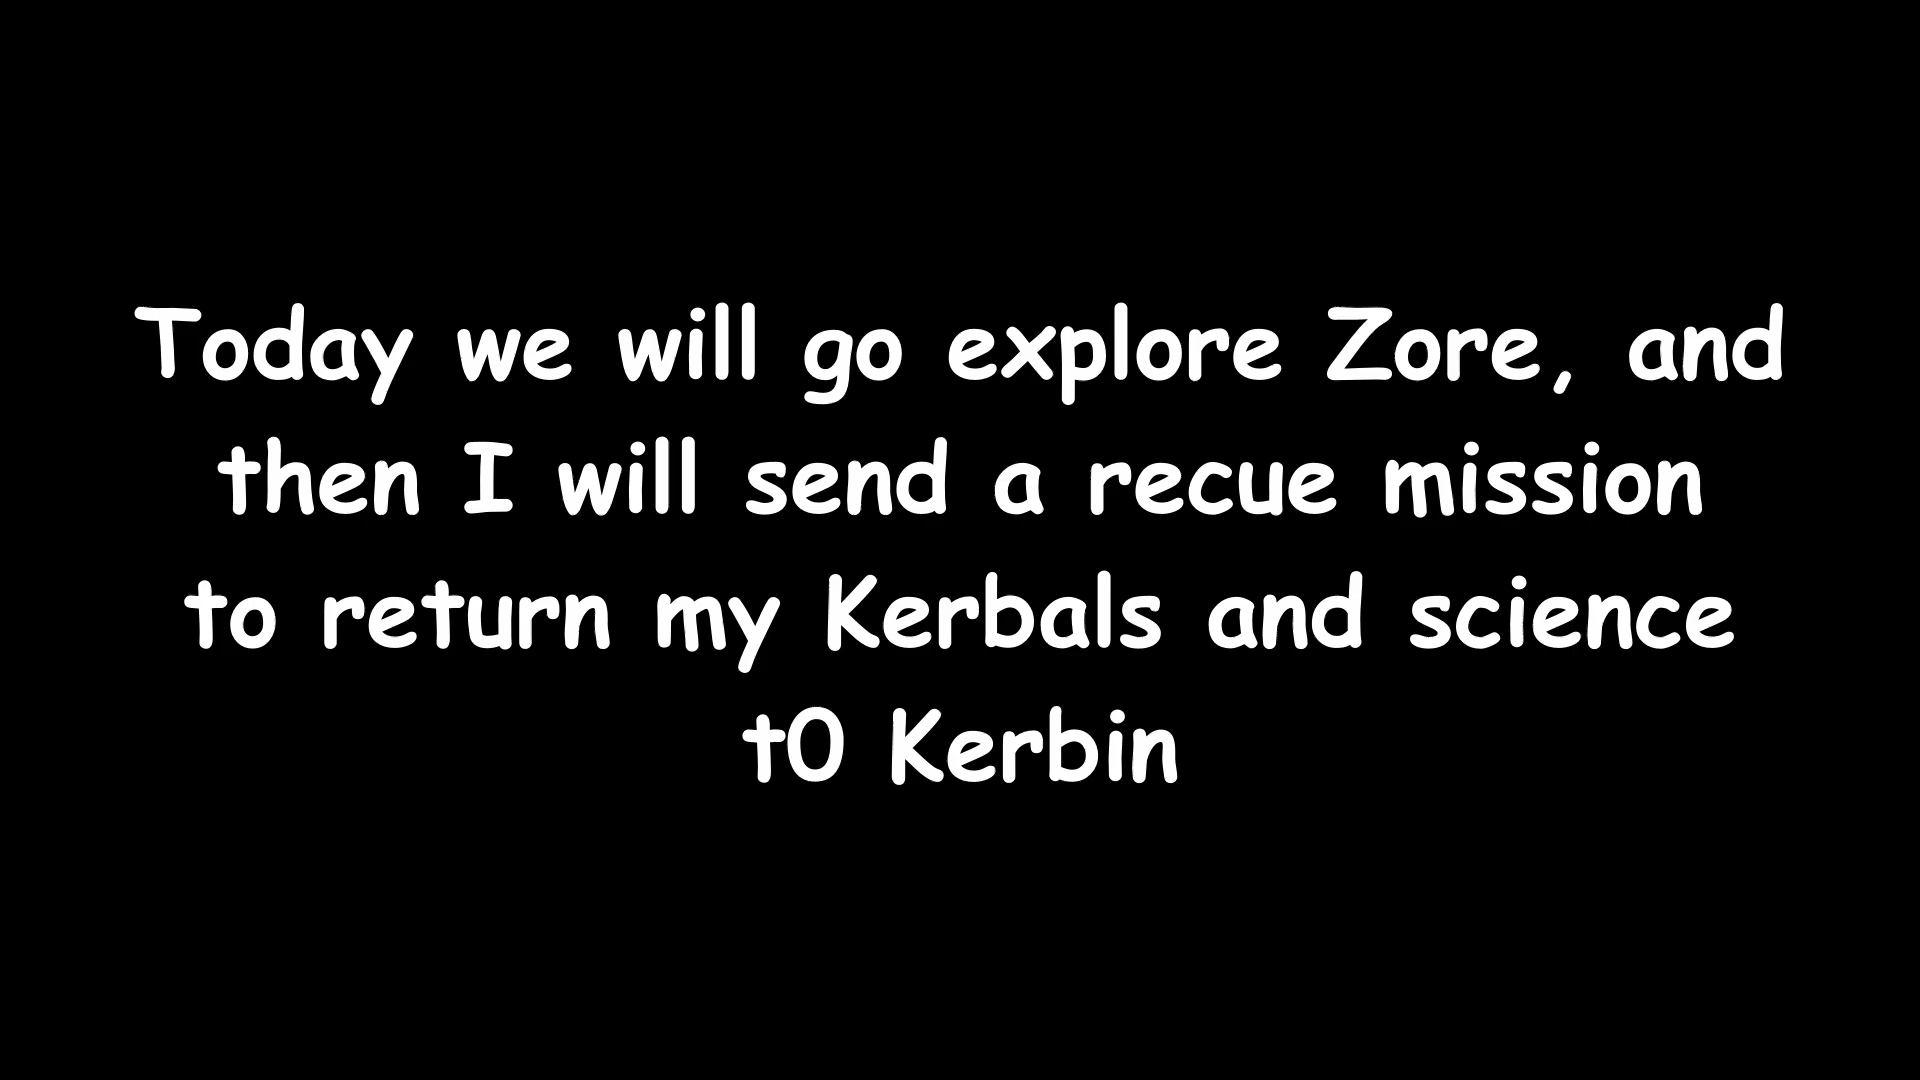 Today we will go explore Zore, and
then I will send a recue mission
to return my Kerbals and science
t0 Kerbin